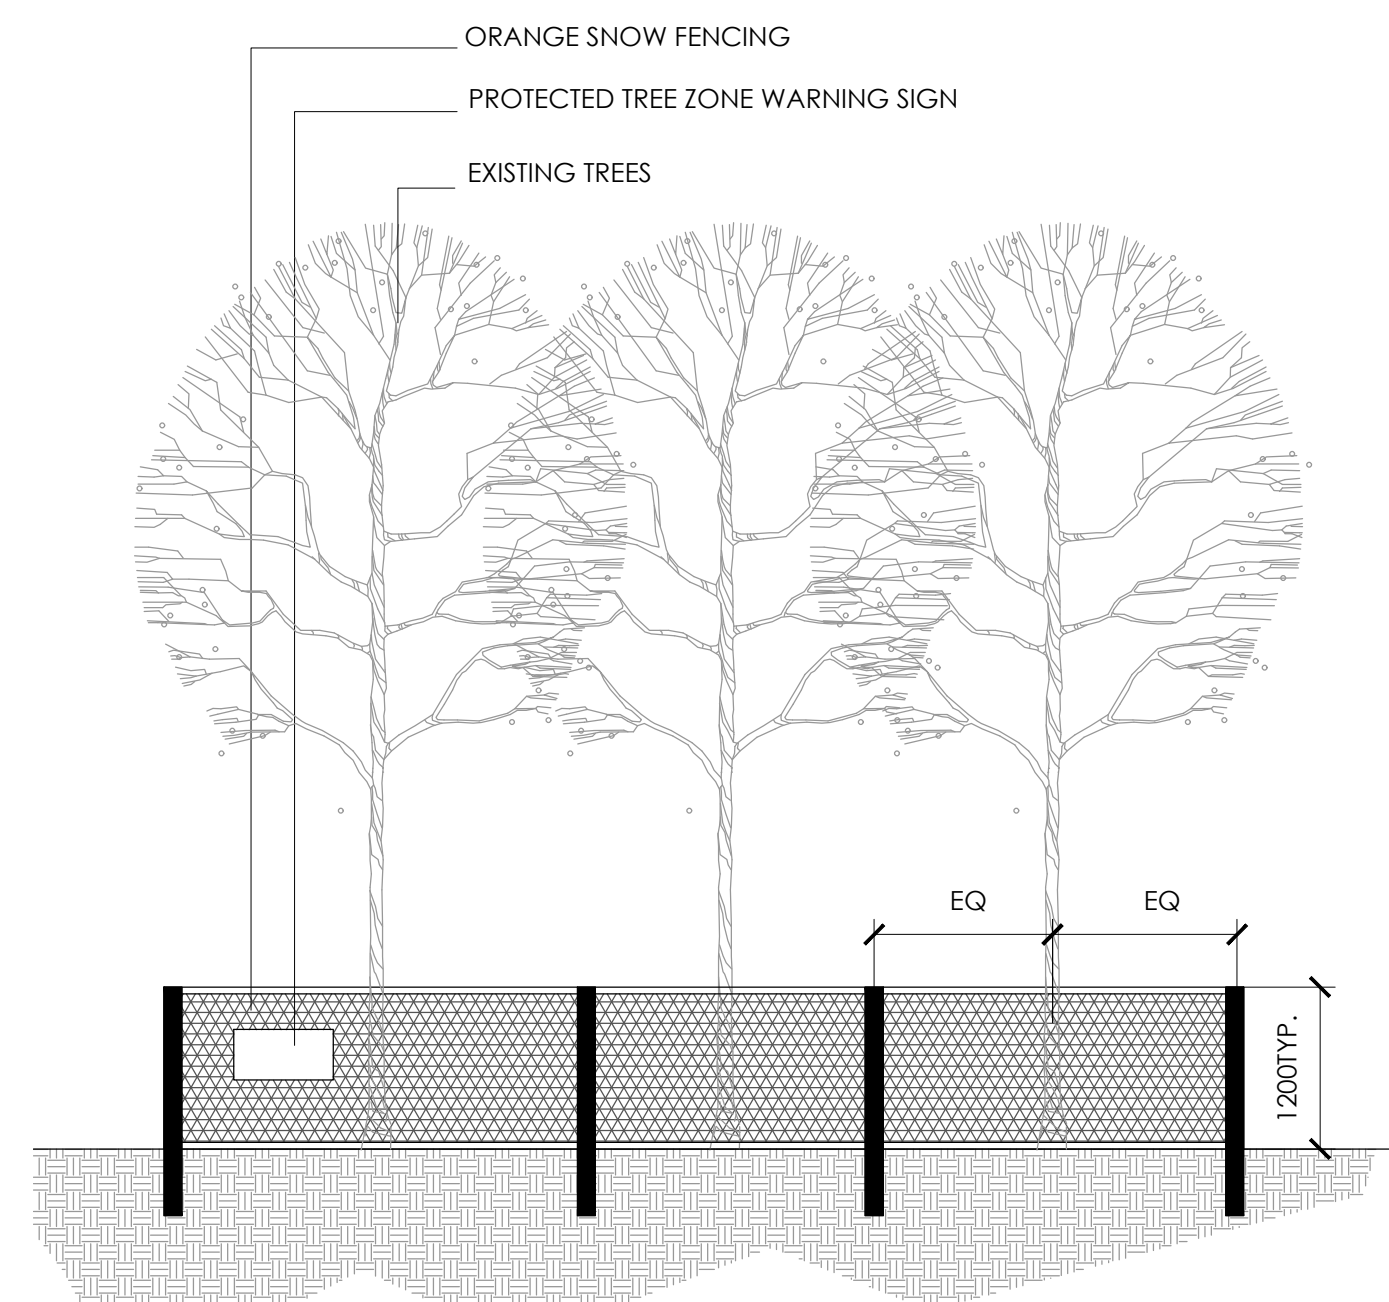 ORANGE SNOW FENCING
PROTECTED TREE ZONE WARNING SIGN
EXISTING TREES
EQ
EQ
1200TYP.